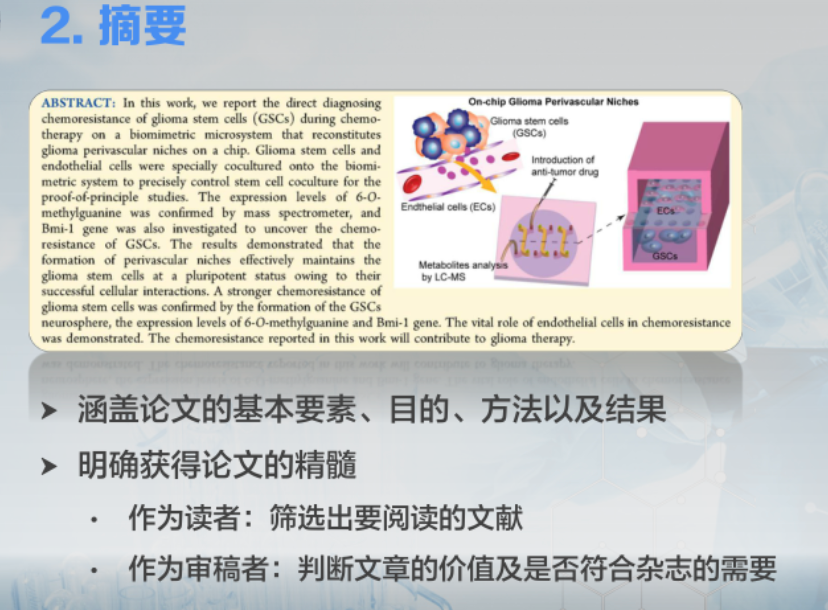 2. 摘要
ABSTRACT: In this work, we report the direct diagnosing
chemoresistance of glioma stem cells (GSCs) during chemo-
therapy on a biomimetric microsystem that reconstitutes
glioma perivascular niches on a chip. Glioma stem cells and
endothelial cells were specially cocultured onto the biomi-
metric system to precisely control stem cell coculture for the
proof-of-principle studies. The expression levels of 6-O-
methylguanine was confirmed by mass spectrometer, and
Bmi-1 gene was also investigated to uncover the chemo-
resistance of GSCs. The results demonstrated that the
formation of perivascular niches effectively maintains the
glioma stem cells at a pluripotent status owing to their
successful cellular interactions. A stronger chemoresistance of
glioma stem cells was confirmed by the formation of the GSCs
neurosphere, the expression levels of 6-O-methylguanine and Bmi-1 gene. The vital role of endothelial cells in chemoresistance
was demonstrated. The chemoresistance reported in this work will contribute to glioma therapy.
On-chip Glioma Perivascular Niches
Glioma stem cells
(GSCs)
Introduction of
anti-tumor drug
Endthelial cells (ECs)
Metabolites analysis
by LC-MS
ECs
GSCs
➤ 涵盖论文的基本要素、目的、方法以及结果
➤ 明确获得论文的精髓
• 作为读者：筛选出要阅读的文献
• 作为审稿者：判断文章的价值及是否符合杂志的需要